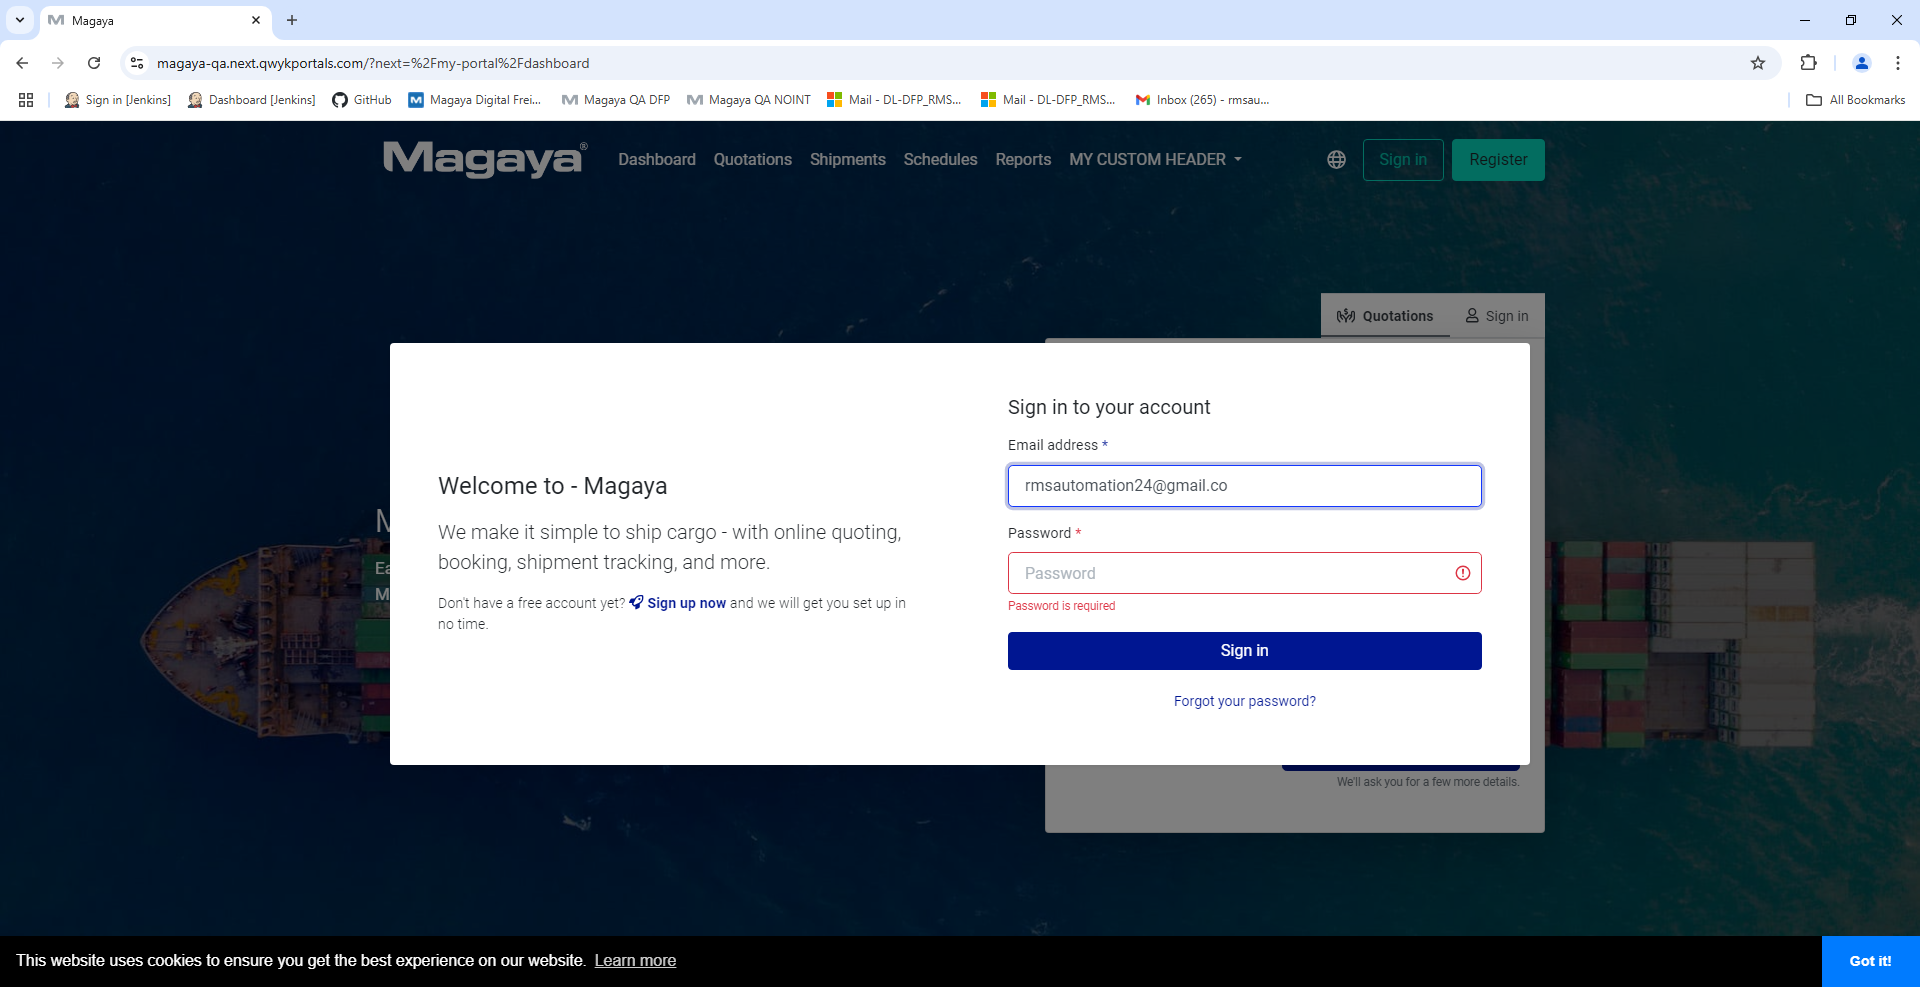 Magaya
magaya-qa.next.qwykportals.com/?next=%2Fmy-portal%2Fdashboard
Sign in [Jenkins]
Dashboard [Jenkins]
GitHub
Magaya Digital Frei...
Magaya QA DFP
Magaya QA NOINT
Mail - DL-DFP_RMS...
Mail - DL-DFP_RMS...
Inbox (265) - rmsau...
All Bookmarks
Magaya®
Dashboard
Quotations
Shipments
Schedules
Reports
MY CUSTOM HEADER
Sign in
Register
Quotations
Sign in
M
Ea
M
Welcome to - Magaya
We make it simple to ship cargo - with online quoting,
booking, shipment tracking, and more.
Don't have a free account yet? Sign up now and we will get you set up in
no time.
Sign in to your account
Email address *
rmsautomation24@gmail.co
Password *
Password
Password is required
Sign in
Forgot your password?
We'll ask you for a few more details.
This website uses cookies to ensure you get the best experience on our website. Learn more
Got it!